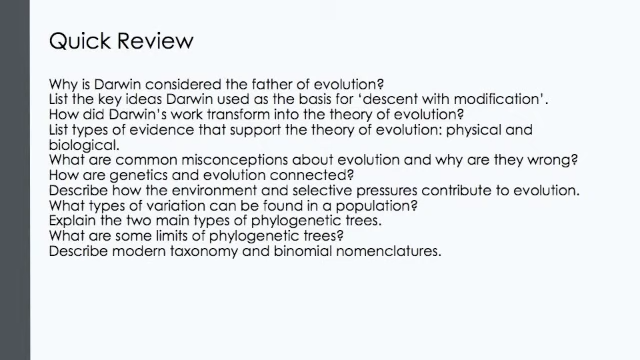 Quick Review
Why is Darwin considered the father of evolution?
List the key ideas Darwin used as the basis for ‘descent with modification’.
How did Darwin’s work transform into the theory of evolution?
List types of evidence that support the theory of evolution: physical and
biological.
What are common misconceptions about evolution and why are they wrong?
How are genetics and evolution connected?
Describe how the environment and selective pressures contribute to evolution.
What types of variation can be found in a population?
Explain the two main types of phylogenetic trees.
What are some limits of phylogenetic trees?
Describe modern taxonomy and binomial nomenclatures.